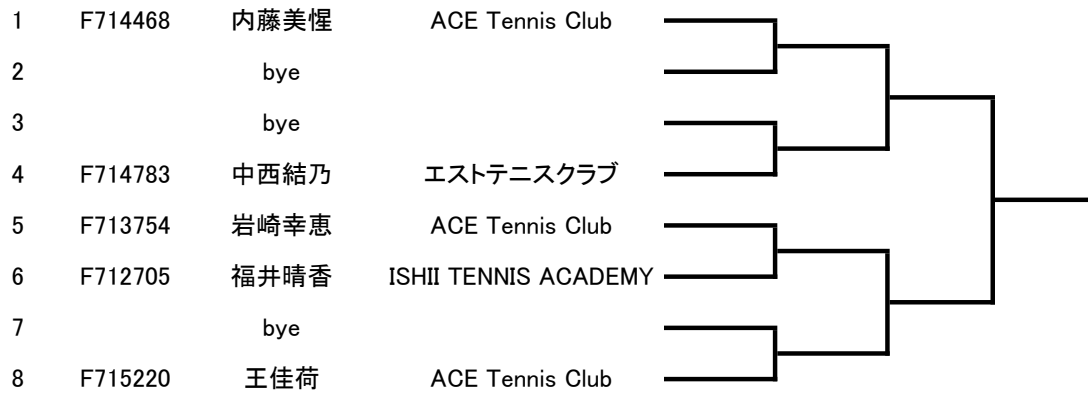 1 F714468 内藤美惺 ACE Tennis Club
2 bye
3 bye
4 F714783 中西結乃 エストテニスクラブ
5 F713754 岩崎幸恵 ACE Tennis Club
6 F712705 福井晴香 ISHII TENNIS ACADEMY
7 bye
8 F715220 王佳荷 ACE Tennis Club